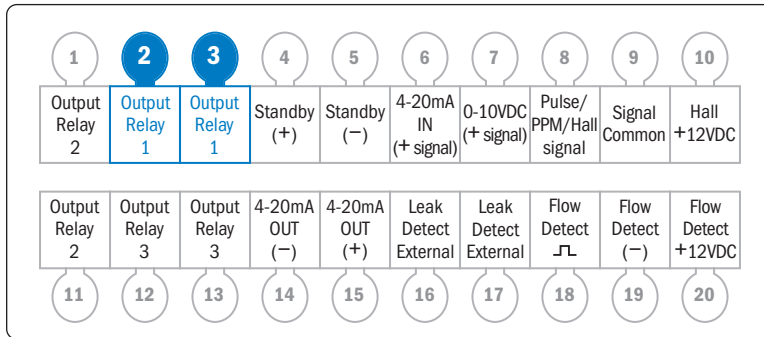 1 2 3 4 5 6 7 8 9 10
Output Relay 2
Output Relay 1
Output Relay 1
Standby (+)
Standby (−)
4-20mA IN (+ signal)
0-10VDC (+ signal)
Pulse/ PPM/Hall signal
Signal Common
Hall +12VDC
Output Relay 2
Output Relay 3
Output Relay 3
4-20mA OUT (−)
4-20mA OUT (+)
Leak Detect External
Leak Detect External
Flow Detect
Flow Detect (−)
Flow Detect +12VDC
11 12 13 14 15 16 17 18 19 20